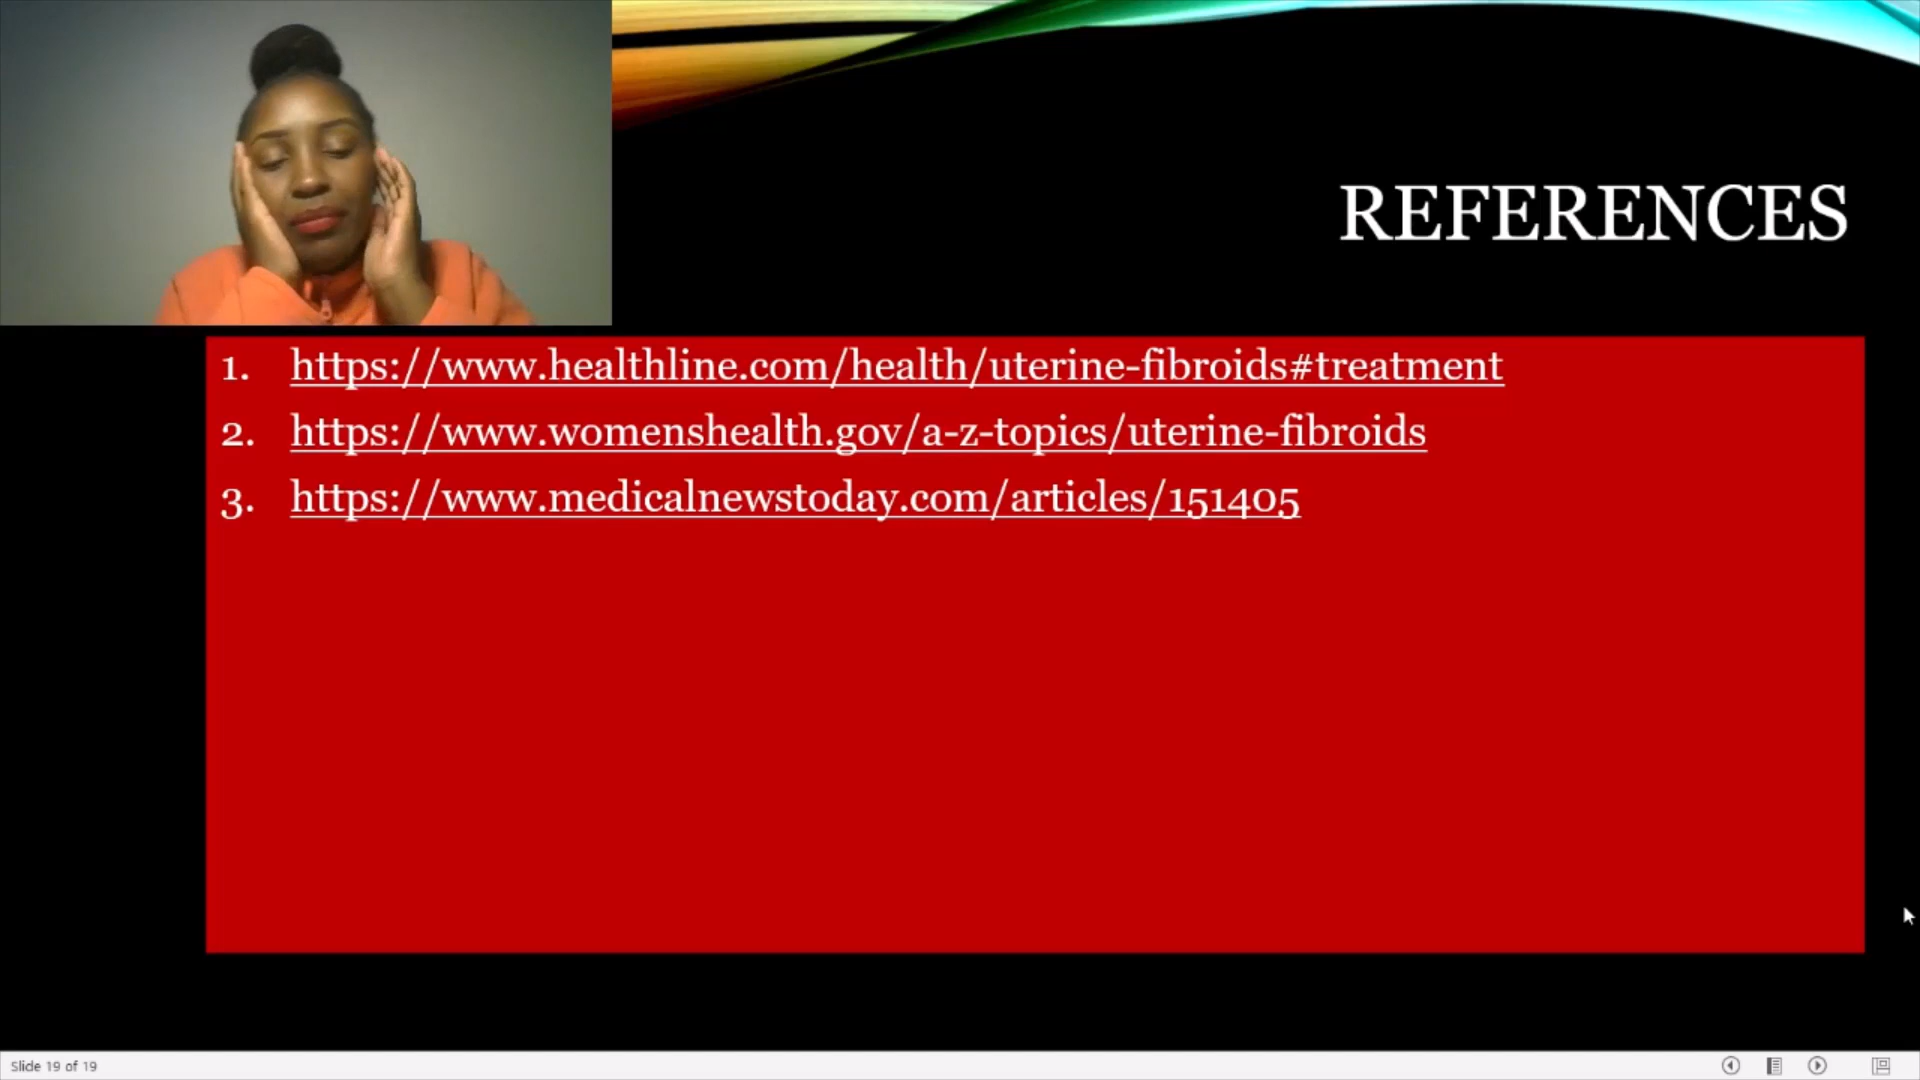 REFERENCES
1. https://www.healthline.com/health/uterine-fibroids#treatment
2. https://www.womenshealth.gov/a-z-topics/uterine-fibroids
3. https://www.medicalnewstoday.com/articles/151405
Slide 19 of 19